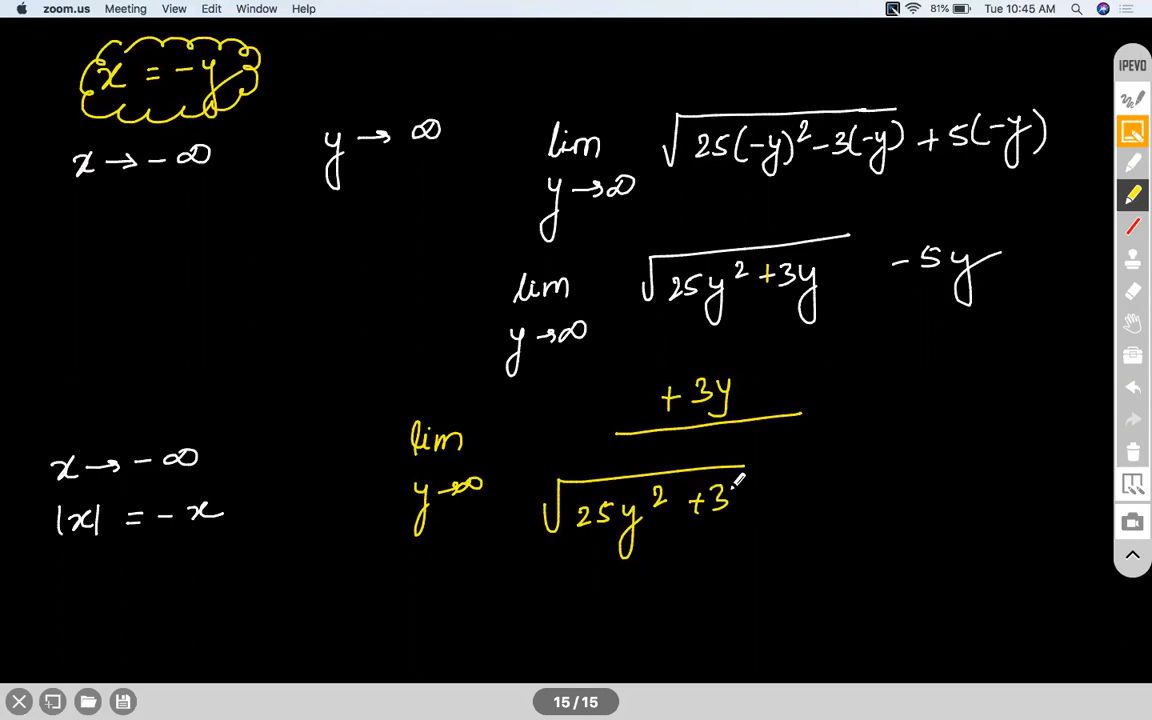 zoom.us Meeting View Edit Window Help 81% Tue 10:45 AM
x = -y
x → -∞
y → ∞
lim y→∞ √25(-y)² -3(-y) + 5(-y)
lim y→∞ √25y² +3y - 5y
+ 3y
lim y→∞ √25y² +3
x → -∞
|x| = -x
IPEVO
15 / 15